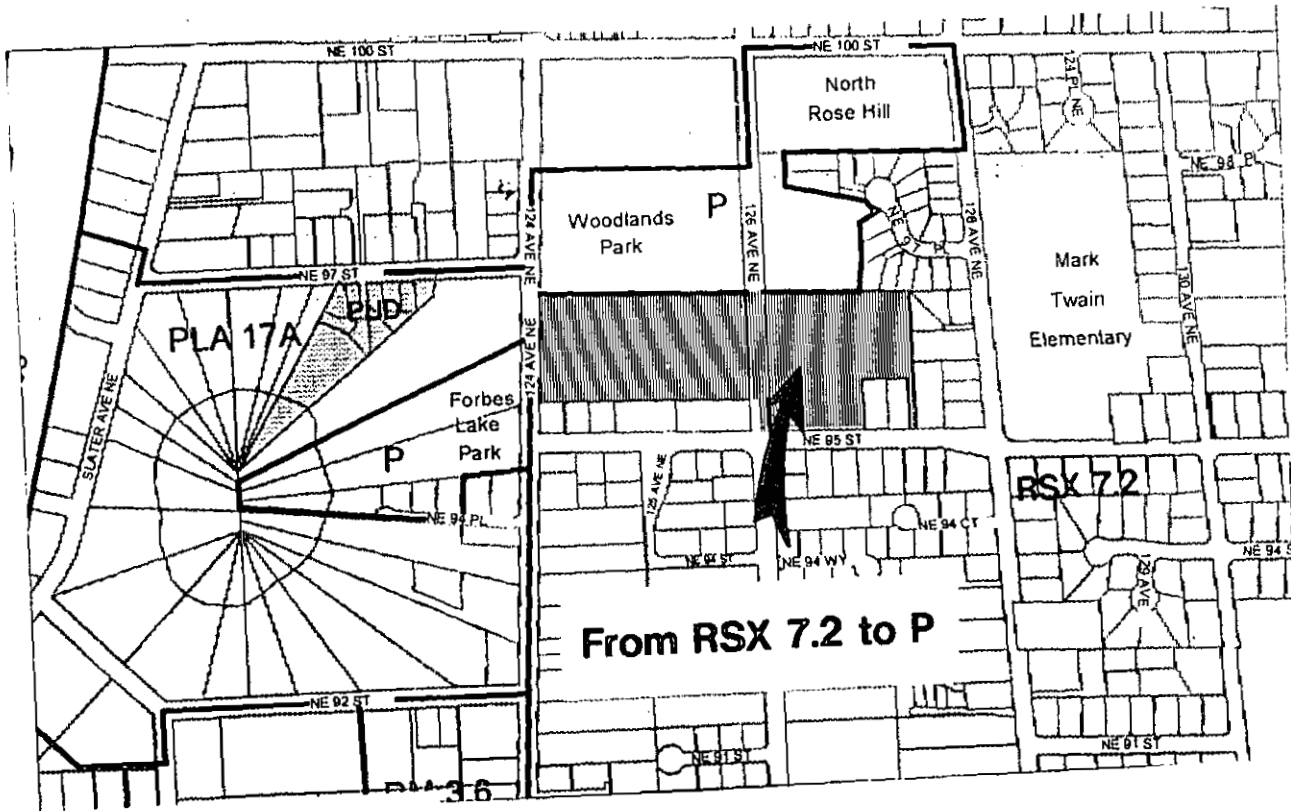 NE 100 ST
NE 100 ST
North
Rose Hill
124 PL NE
NE 98 PL
124 AVE NE
Woodlands
Park
P
126 AVE NE
NE 97 PL
128 AVE NE
Mark
Twain
Elementary
130 AVE NE
NE 97 ST
PUD
PLA 17A
124 AVE NE
SLATER AVE NE
Forbes
Lake
Park
P
NE 95 ST
125 AVE NE
RSX 7.2
NE 94 PL
NE 94 CT
NE 94 WY
NE 94 S
129 AVE
From RSX 7.2 to P
NE 92 ST
NE 91 ST
NE 91 ST